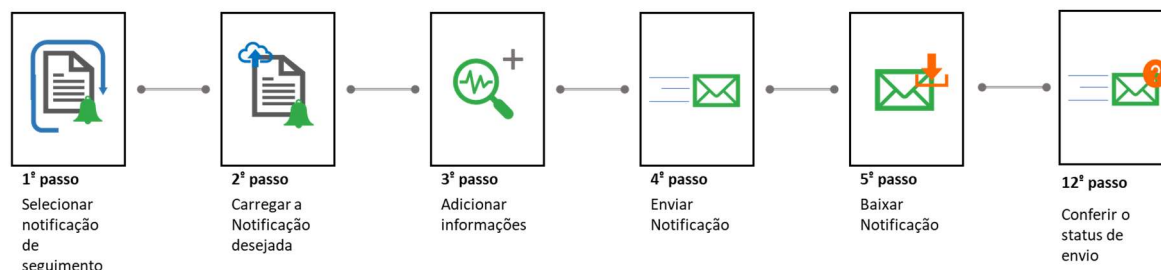 1º passo
Selecionar
notificação
de
seguimento
2º passo
Carregar a
Notificação
desejada
3º passo
Adicionar
informações
4º passo
Enviar
Notificação
5º passo
Baixar
Notificação
12º passo
Conferir o
status de
envio